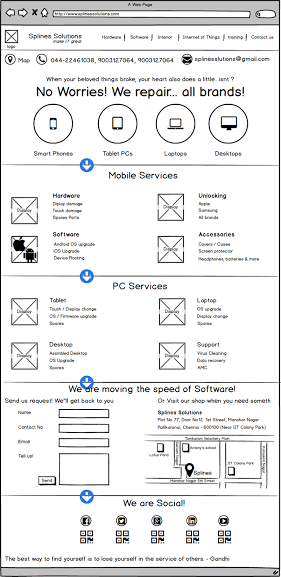 A Web Page
http://www.splinessolutions.com
logo
Splines Solutions
make IT great
Hardware | Software | Interior | Internet of Things | training | Contact us
Map
044-22461038, 9003127064, 9003127064
splinessolutions@gmail.com
When your beloved things broke, your heart also does a little. isnt ?
No Worries! We repair... all brands!
Smart Phones
Tablet PCs
Laptops
Desktops
Mobile Services
Display
Hardware
Diplay damage
Touch damage
Spares Parts
Display
Unlocking
Apple
Samsung
All brands
Software
Android OS upgrade
iOS Upgrade
Device Rooting
Display
Accessories
Covers / Cases
Screen protector
Headphones, batteries & more
PC Services
Display
Tablet
Touch / Display change
OS / Firmware upgrade
Spares
Display
Laptop
OS upgrade
Display change
Spares
Display
Desktop
Assembled Desktop
OS Upgrade
Spares
Display
Support
Virus Cleaning
Data recovery
AMC
We are moving the speed of Software!
Send us request! We"ll get back to you
Name
Contact No
Email
Tell us!
Send
Or Visit our shop when you need someth
Splines Solutions
Plot No 77, Door No:12, 1st Street, Manohar Nagar
Pallikaranai, Chennai - 600100 (Near IGT Colony Park)
Tambaram Velachery Main
Lotus Pond
Splines
GT Colony Park
Manohar Nagar 5th Street
We are Social!
The best way to find yourself is to lose yourself in the service of others. - Gandhi